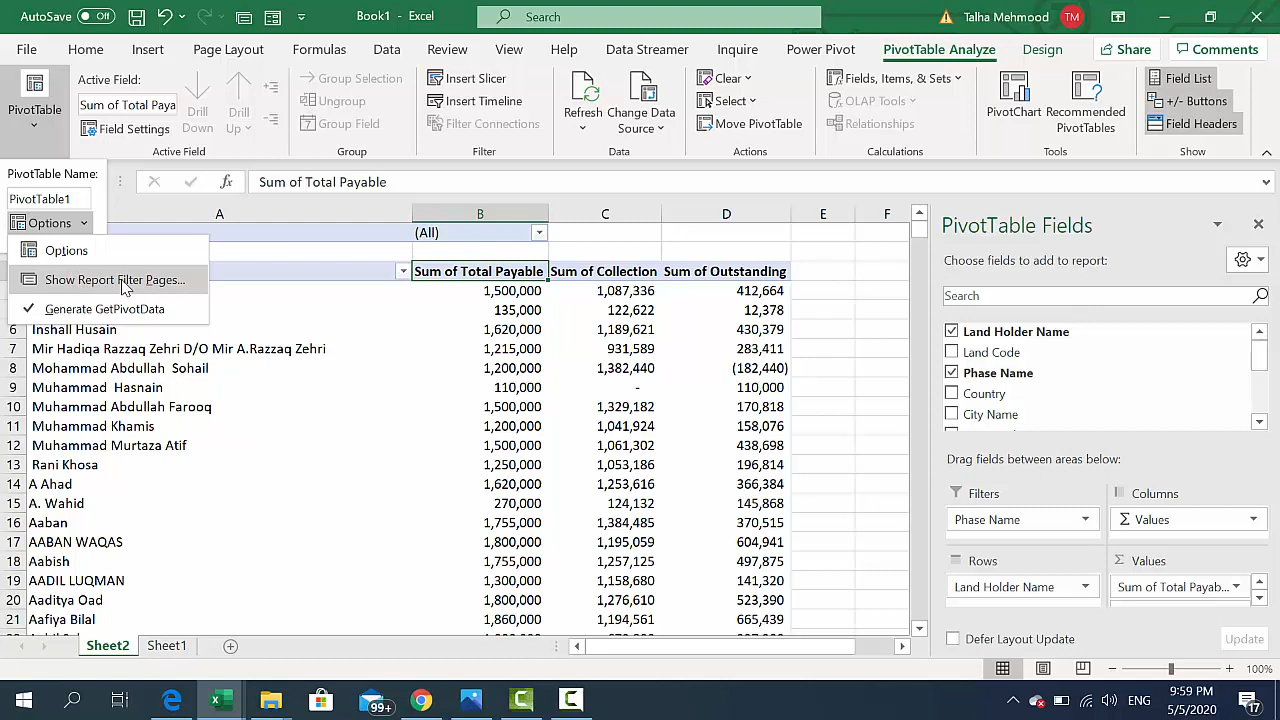 AutoSave Off Book1 - Excel Search Talha Mehmood TM
File Home Insert Page Layout Formulas Data Review View Help Data Streamer Inquire Power Pivot PivotTable Analyze Design Share Comments
PivotTable
Active Field:
Sum of Total Paya
Field Settings
Drill Down
Drill Up
Active Field
Group Selection
Ungroup
Group Field
Group
Insert Slicer
Insert Timeline
Filter Connections
Filter
Refresh
Change Data Source
Data
Clear
Select
Move PivotTable
Actions
Fields, Items, & Sets
OLAP Tools
Relationships
Calculations
PivotChart
Recommended PivotTables
Tools
Field List
+/- Buttons
Field Headers
Show
PivotTable Name:
PivotTable1
Options
Options
Show Report Filter Pages...
Generate GetPivotData
fx Sum of Total Payable
A B C D E F
(All)
Sum of Total Payable Sum of Collection Sum of Outstanding
1,500,000 1,087,336 412,664
135,000 122,622 12,378
6 Inshall Husain 1,620,000 1,189,621 430,379
7 Mir Hadiqa Razzaq Zehri D/O Mir A.Razzaq Zehri 1,215,000 931,589 283,411
8 Mohammad Abdullah Sohail 1,200,000 1,382,440 (182,440)
9 Muhammad Hasnain 110,000 - 110,000
10 Muhammad Abdullah Farooq 1,500,000 1,329,182 170,818
11 Muhammad Khamis 1,200,000 1,041,924 158,076
12 Muhammad Murtaza Atif 1,500,000 1,061,302 438,698
13 Rani Khosa 1,250,000 1,053,186 196,814
14 A Ahad 1,620,000 1,253,616 366,384
15 A. Wahid 270,000 124,132 145,868
16 Aaban 1,755,000 1,384,485 370,515
17 AABAN WAQAS 1,800,000 1,195,059 604,941
18 Aabish 1,755,000 1,257,125 497,875
19 AADIL LUQMAN 1,300,000 1,158,680 141,320
20 Aaditya Oad 1,800,000 1,276,610 523,390
21 Aafiya Bilal 1,860,000 1,194,561 665,439
Sheet2 Sheet1
PivotTable Fields
Choose fields to add to report:
Search
Land Holder Name
Land Code
Phase Name
Country
City Name
Drag fields between areas below:
Filters
Phase Name
Columns
Σ Values
Rows
Land Holder Name
Σ Values
Sum of Total Payab...
Defer Layout Update Update
100%
99+
ENG
9:59 PM
5/5/2020
17